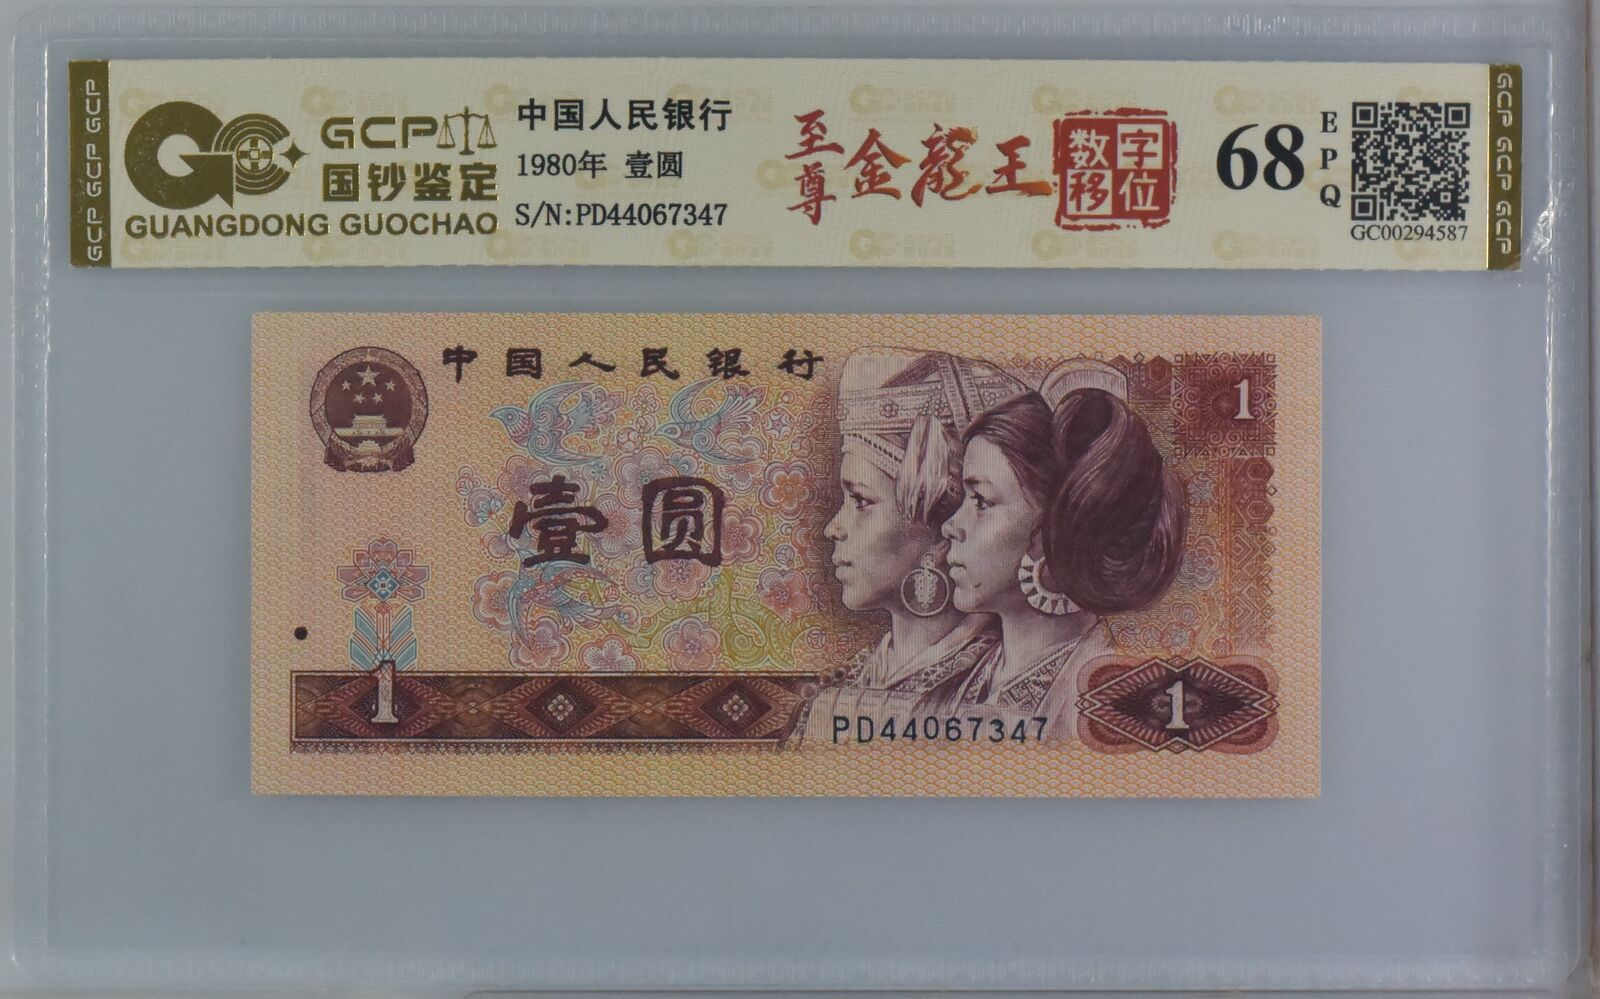 GCP GCP GCP
GCP
国钞鉴定
GUANGDONG GUOCHAO
中国人民银行
1980年 壹圆
S/N:PD44067347
至尊金龍王
数字
移位
68
EPQ
GC00294587
GCP GCP GCP
中国人民银行
1
壹圆
1
PD44067347
1